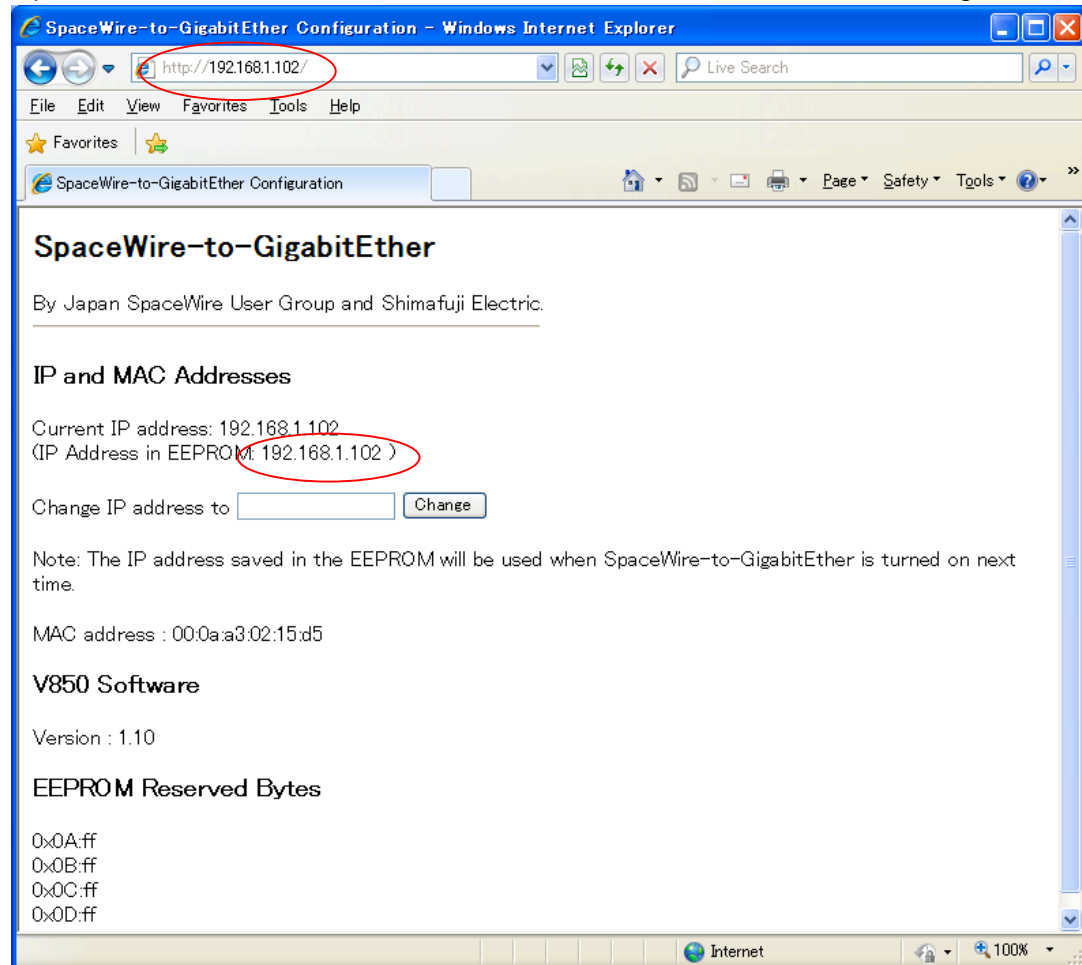 SpaceWire-to-GigabitEther Configuration - Windows Internet Explorer
http://192.168.1.102/
Live Search
File Edit View Favorites Tools Help
Favorites
SpaceWire-to-GigabitEther Configuration
Page Safety Tools
SpaceWire-to-GigabitEther
By Japan SpaceWire User Group and Shimafuji Electric.
IP and MAC Addresses
Current IP address: 192.168.1.102
(IP Address in EEPROM: 192.168.1.102 )
Change IP address to Change
Note: The IP address saved in the EEPROM will be used when SpaceWire-to-GigabitEther is turned on next
time.
MAC address : 00:0a:a3:02:15:d5
V850 Software
Version : 1.10
EEPROM Reserved Bytes
0x0A:ff
0x0B:ff
0x0C:ff
0x0D:ff
Internet 100%